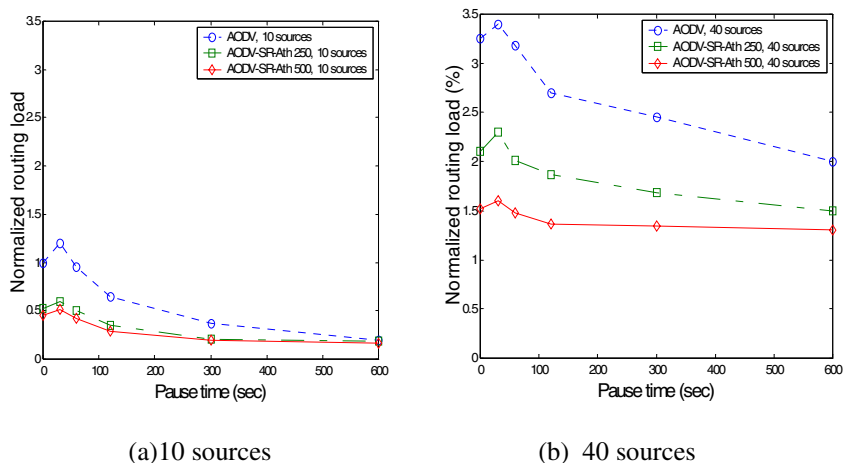 AODV, 10 sources
AODV-SR-Ath 250, 10 sources
AODV-SR-Ath 500, 10 sources
Normalized routing load
3.5
3
2.5
2
1.5
1
0.5
0
0 100 200 300 400 500 600
Pause time (sec)
(a)10 sources
AODV, 40 sources
AODV-SR-Ath 250, 40 sources
AODV-SR-Ath 500, 40 sources
Normalized routing load (%)
3.5
3
2.5
2
1.5
1
0.5
0
0 100 200 300 400 500 600
Pause time (sec)
(b) 40 sources